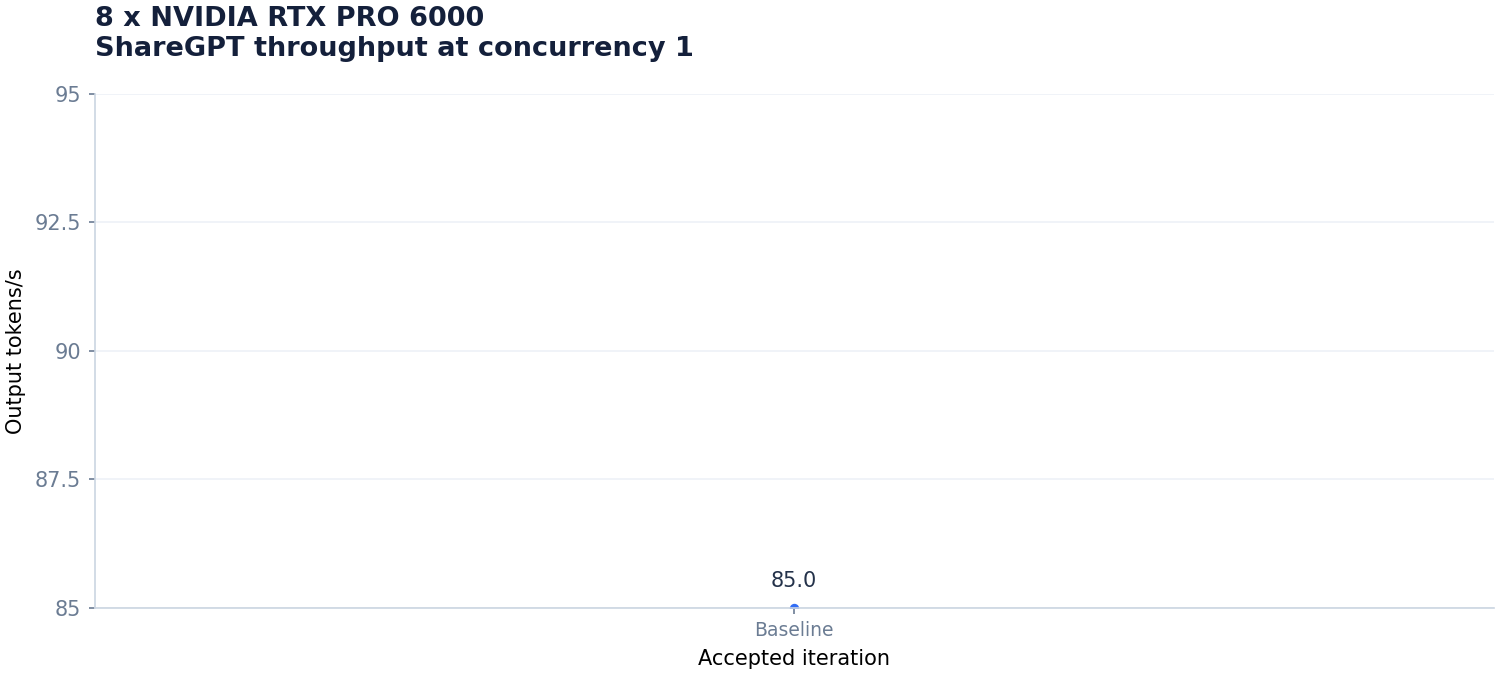 8 x NVIDIA RTX PRO 6000
ShareGPT throughput at concurrency 1
95
92.5
90
87.5
85
Output tokens/s
85.0
Baseline
Accepted iteration